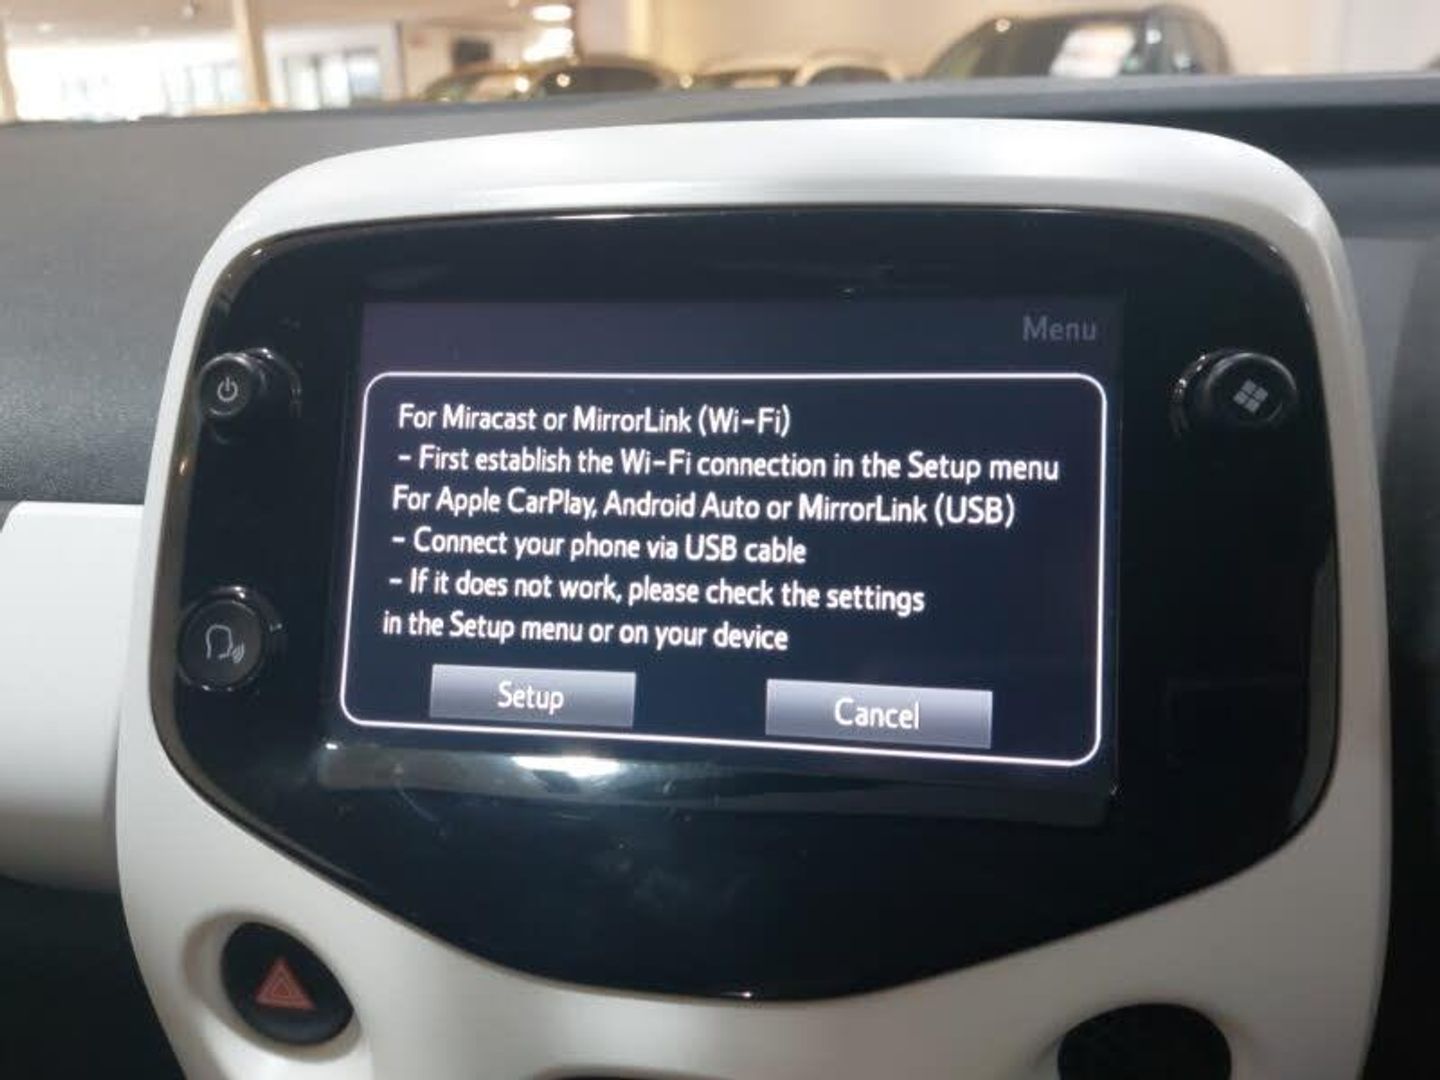 Menu
For Miracast or MirrorLink (Wi-Fi)
- First establish the Wi-Fi connection in the Setup menu
For Apple CarPlay, Android Auto or MirrorLink (USB)
- Connect your phone via USB cable
- If it does not work, please check the settings
in the Setup menu or on your device
Setup
Cancel